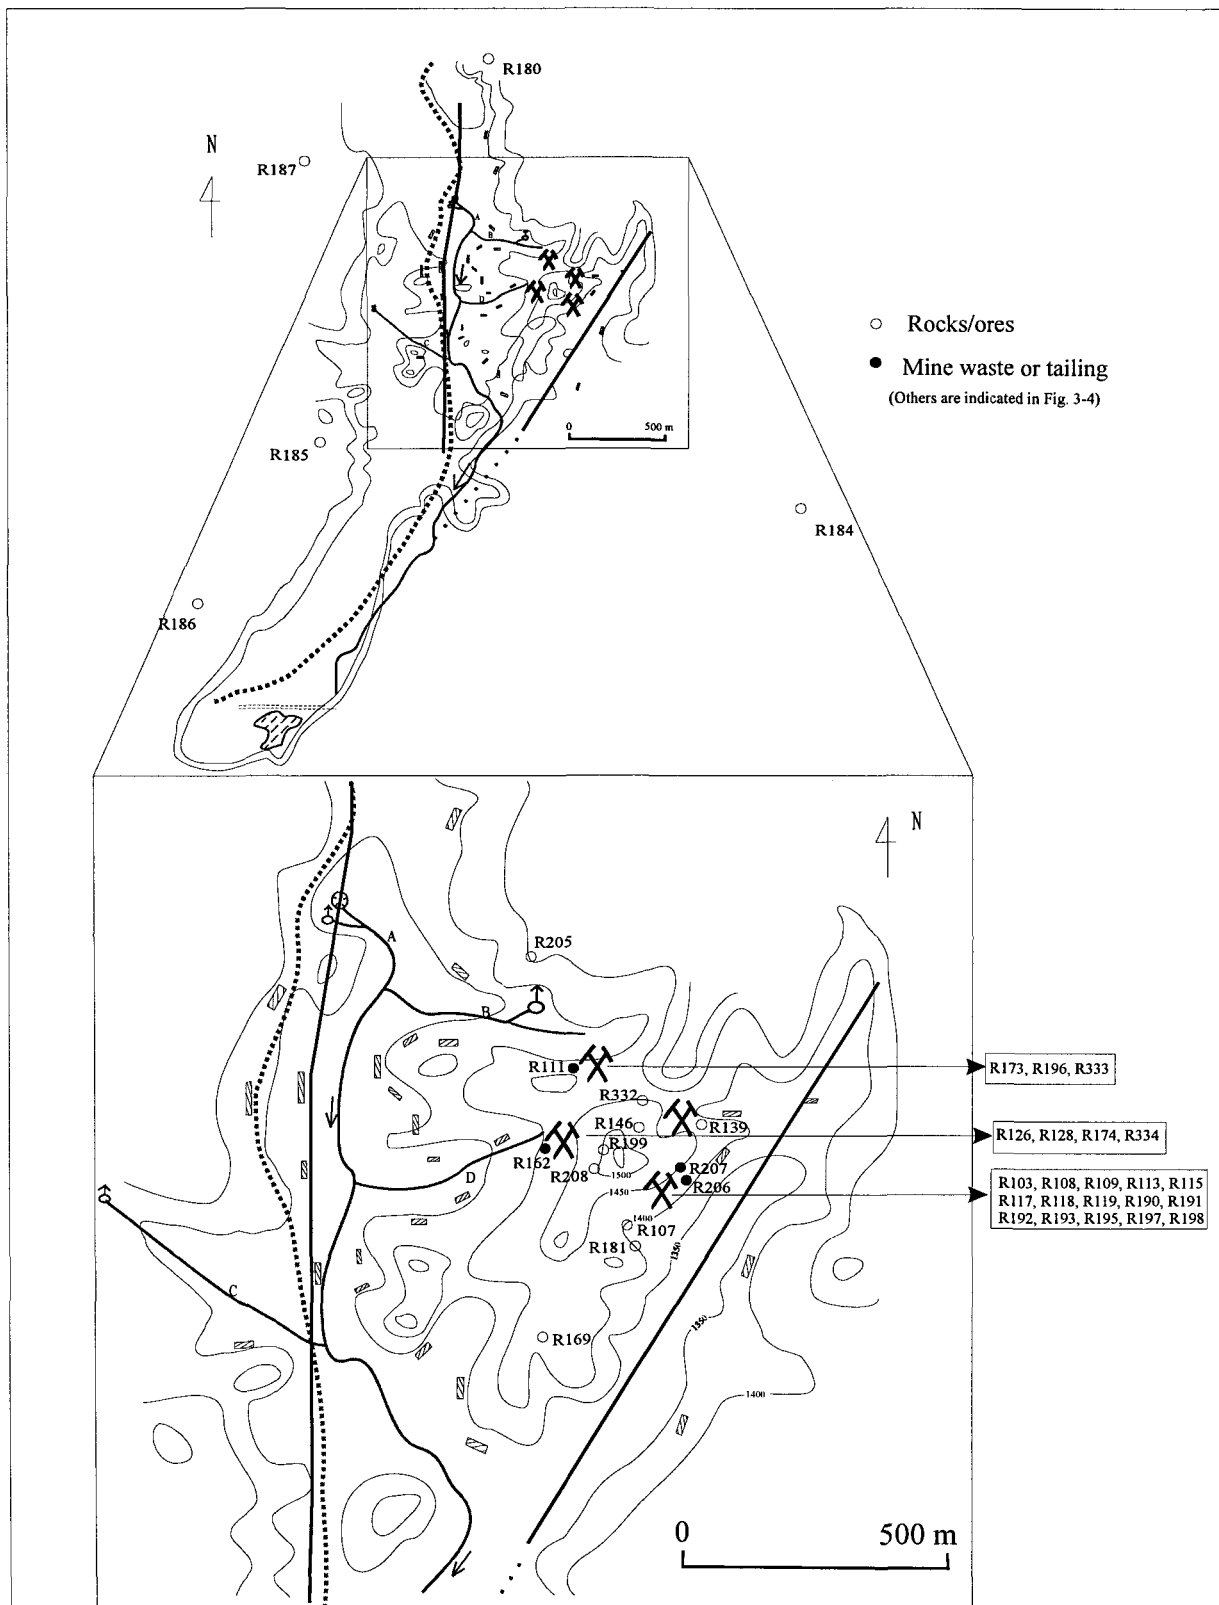 R180
N
R187
A
B
D
C
○ Rocks/ores
● Mine waste or tailing
(Others are indicated in Fig. 3-4)
0 500 m
R185
R184
R186
N
A
R205
B
R111
R173, R196, R333
R332
R146
R139
R126, R128, R174, R334
R199
R162
R208
R207
1500
R206
D
1450
R103, R108, R109, R113, R115
R117, R118, R119, R190, R191
R192, R193, R195, R197, R198
1400
R107
R181
1350
C
1350
R169
1400
0 500 m